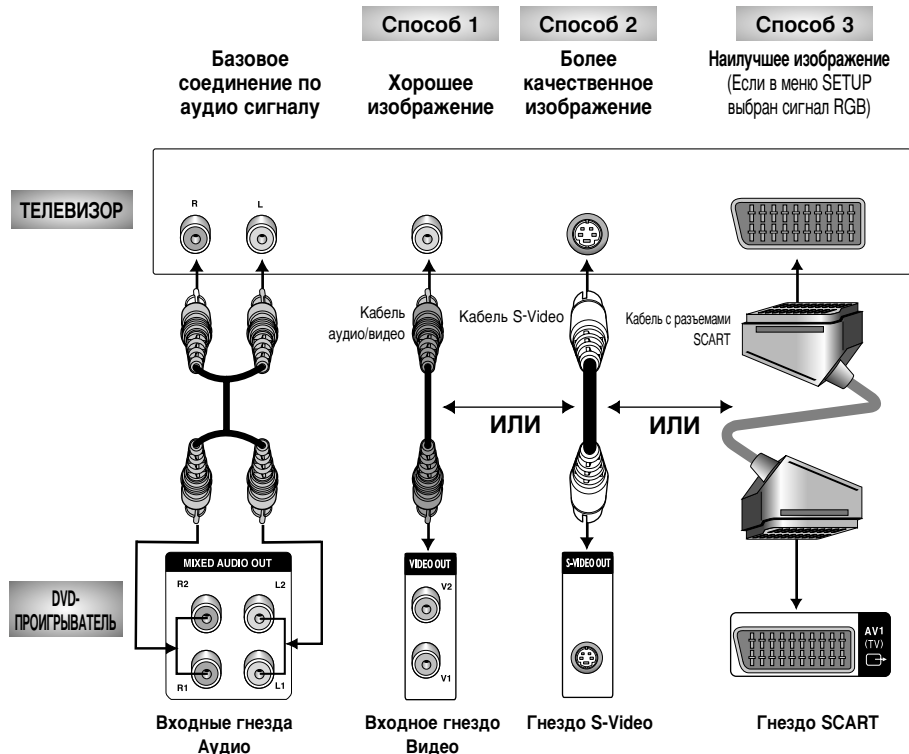 Способ 1
Способ 2
Способ 3
Базовое
соединение по
аудио сигналу
Хорошее
изображение
Более
качественное
изображение
Наилучшее изображение
(Если в меню SETUP
выбран сигнал RGB)
ТЕЛЕВИЗОР
R
L
Кабель
аудио/видео
Кабель S-Video
Кабель с разъемами
SCART
ИЛИ
ИЛИ
DVD-
ПРОИГРЫВАТЕЛЬ
MIXED AUDIO OUT
R2
L2
R1
L1
VIDEO OUT
V2
V1
S-VIDEO OUT
AV1
(TV)
Входные гнезда
Аудио
Входное гнездо
Видео
Гнездо S-Video
Гнездо SCART